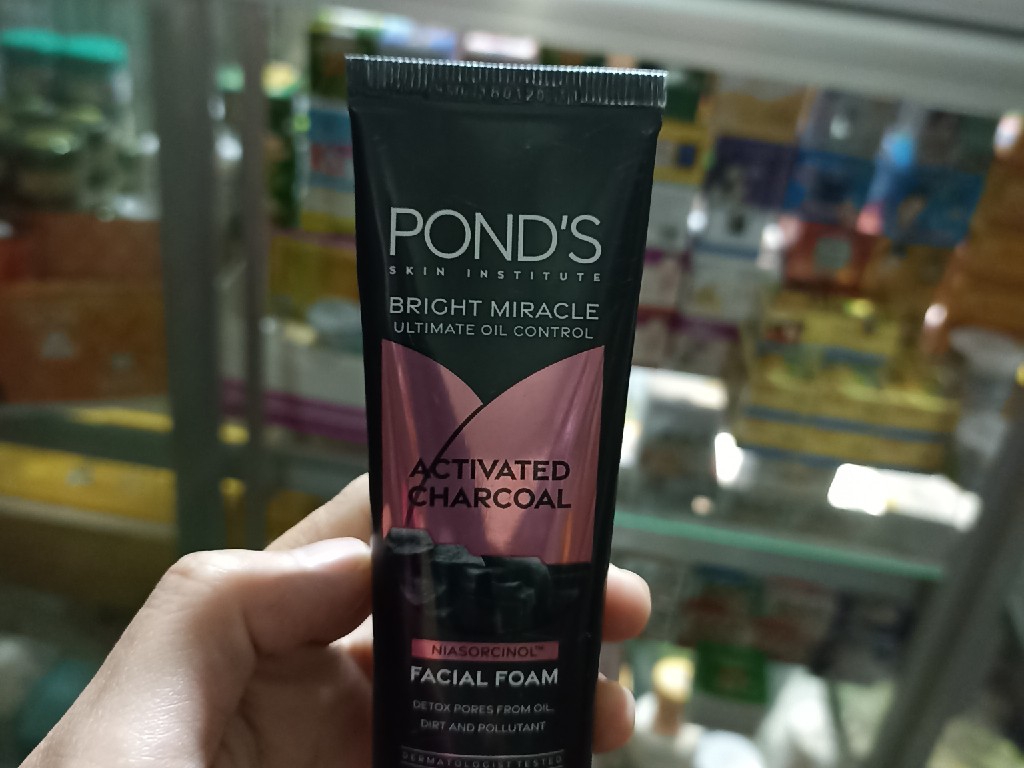 POND'S
SKIN INSTITUTE
BRIGHT MIRACLE
ULTIMATE OIL CONTROL
ACTIVATED
CHARCOAL
NIASORCINOL™
FACIAL FOAM
DETOX PORES FROM OIL,
DIRT AND POLLUTANT
DERMATOLOGIST TESTED